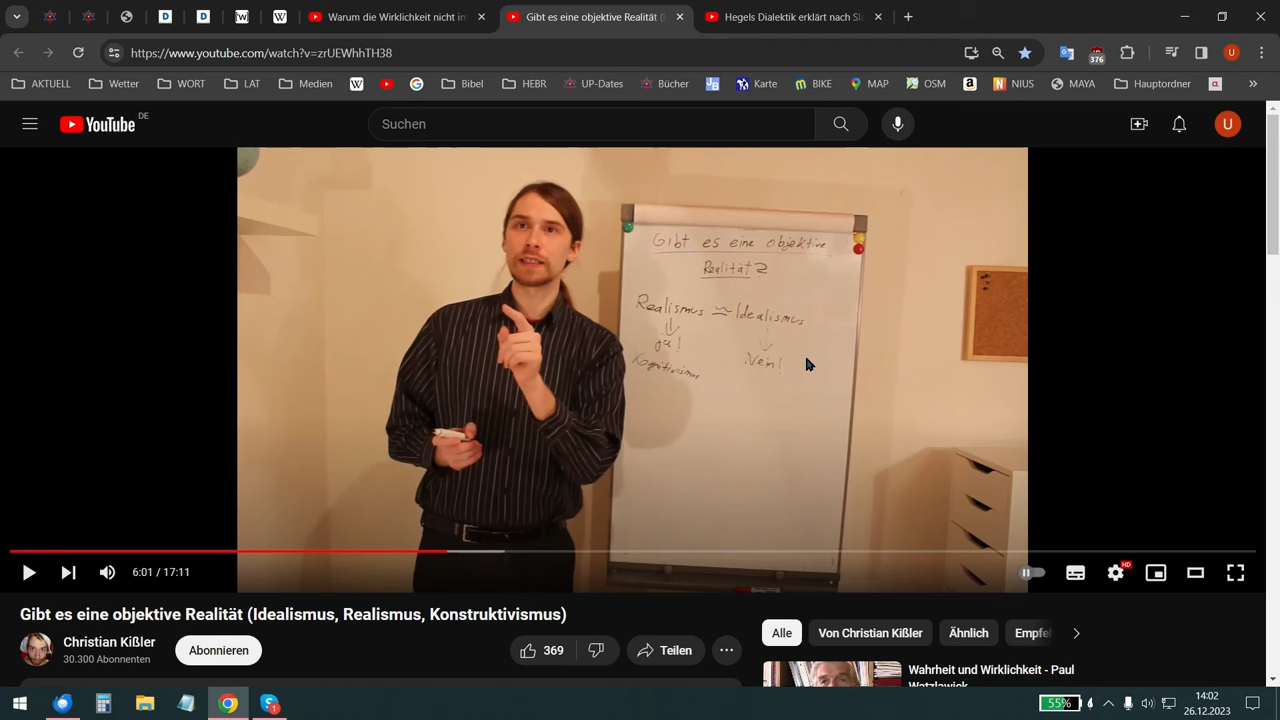 Warum die Wirklichkeit nicht in
Gibt es eine objektive Realität (
Hegels Dialektik erklärt nach Sl
https://www.youtube.com/watch?v=zrUEWhhTH38
U
376
AKTUELL
Wetter
WORT
LAT
Medien
Bibel
HEBR
UP-Dates
Bücher
Karte
BIKE
MAP
OSM
NIUS
MAYA
Hauptordner
YouTube DE
Suchen
U
Gibt es eine objektive
Realität?
Realismus Idealismus
ja! Nein!
Kognitivismus
6:01 / 17:11
HD
Gibt es eine objektive Realität (Idealismus, Realismus, Konstruktivismus)
Christian Kißler
30.300 Abonnenten
Abonnieren
369
Teilen
Alle
Von Christian Kißler
Ähnlich
Empfel
Wahrheit und Wirklichkeit - Paul
Watzlawick
55%
14:02
26.12.2023